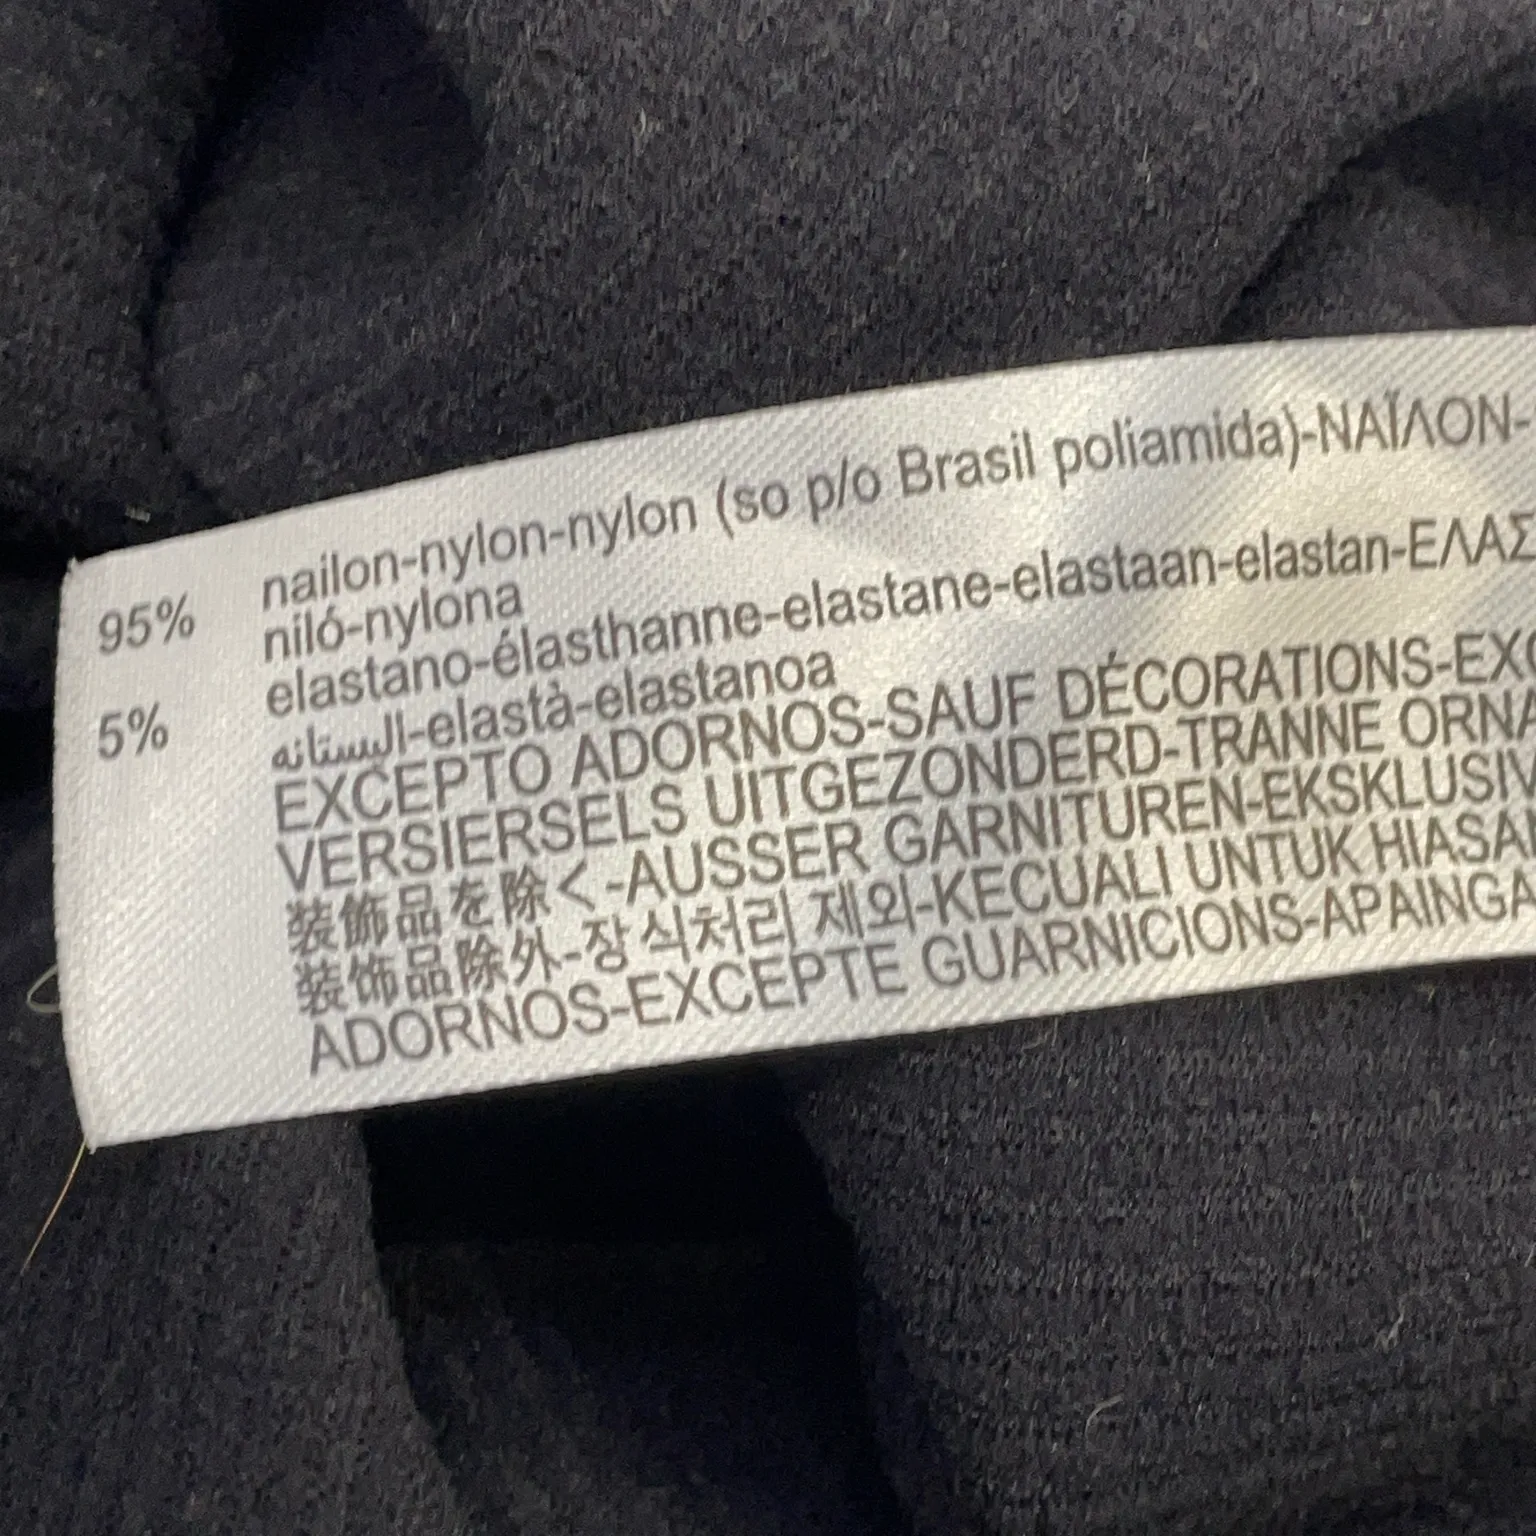 95% nailon-nylon-nylon (so p/o Brasil poliamida)-ΝΑΪΛΟΝ-
niló-nylona
5% elastano-élasthanne-elastane-elastaan-elastan-ΕΛΑΣ
الستانه-elastà-elastanoa
EXCEPTO ADORNOS-SAUF DÉCORATIONS-EXC
VERSIERSELS UITGEZONDERD-TRANNE ORNA
装飾品を除く-AUSSER GARNITUREN-EKSKLUSIV
装饰品除外-장식처리 제외-KECUALI UNTUK HIASAN
ADORNOS-EXCEPTE GUARNICIONS-APAINGA